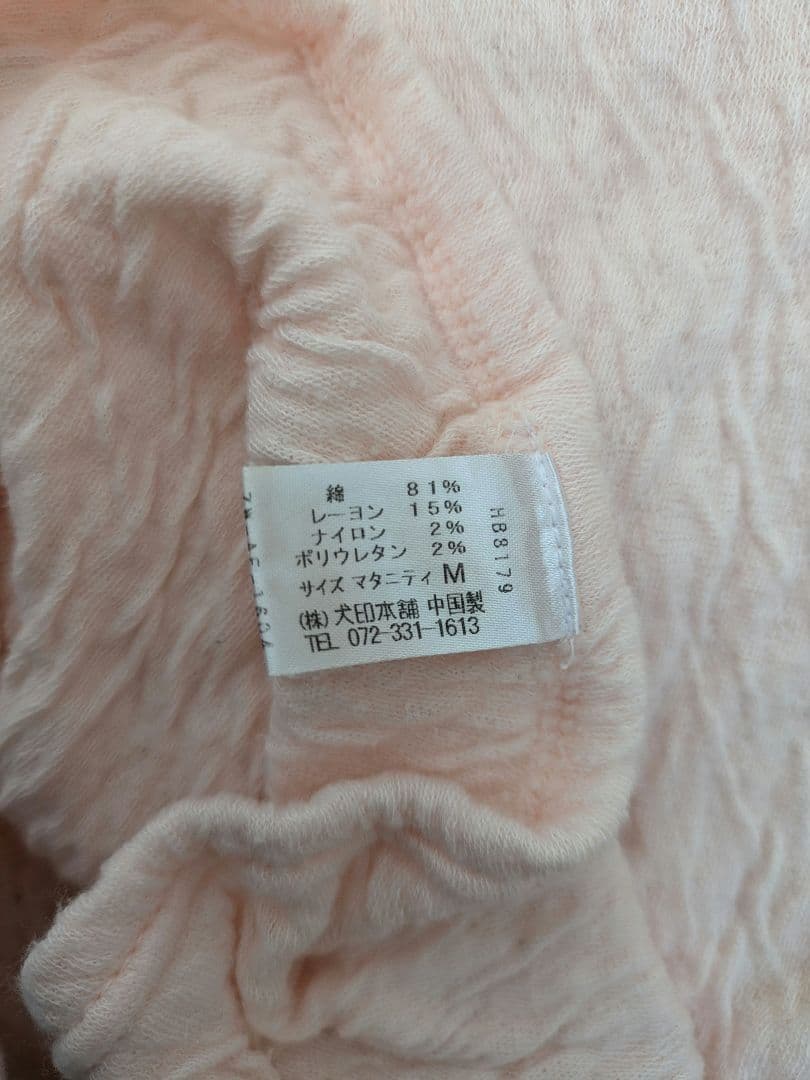 綿 81%
レーヨン 15%
ナイロン 2%
ポリウレタン 2%
サイズ マタニティ M
(株) 犬印本舗 中国製
TEL 072-331-1613
HB8179